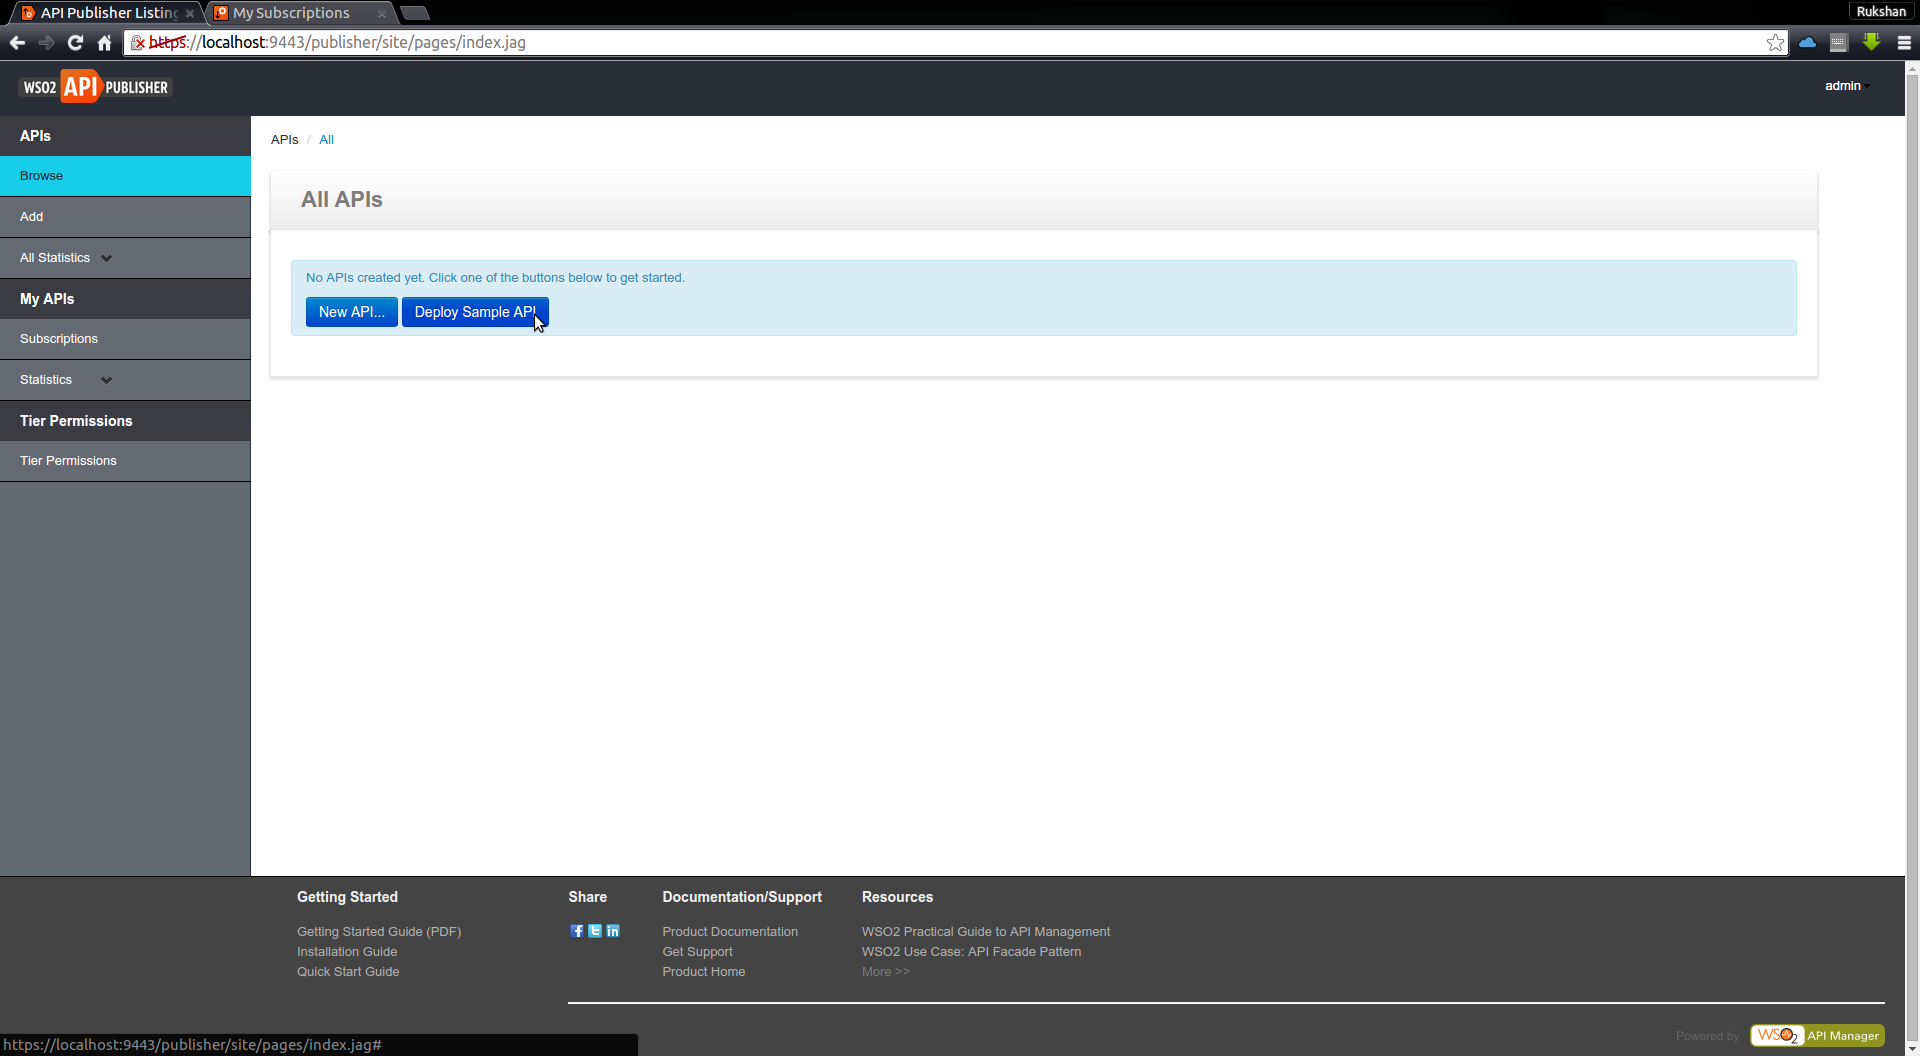 API Publisher Listing
My Subscriptions
Rukshan
https://localhost:9443/publisher/site/pages/index.jag
WSO2 API PUBLISHER
admin
APIs
Browse
Add
All Statistics
My APIs
Subscriptions
Statistics
Tier Permissions
Tier Permissions
APIs / All
All APIs
No APIs created yet. Click one of the buttons below to get started.
New API...
Deploy Sample API
Getting Started
Getting Started Guide (PDF)
Installation Guide
Quick Start Guide
Share
Documentation/Support
Product Documentation
Get Support
Product Home
Resources
WSO2 Practical Guide to API Management
WSO2 Use Case: API Facade Pattern
More >>
Powered by WSO2 API Manager
https://localhost:9443/publisher/site/pages/index.jag#